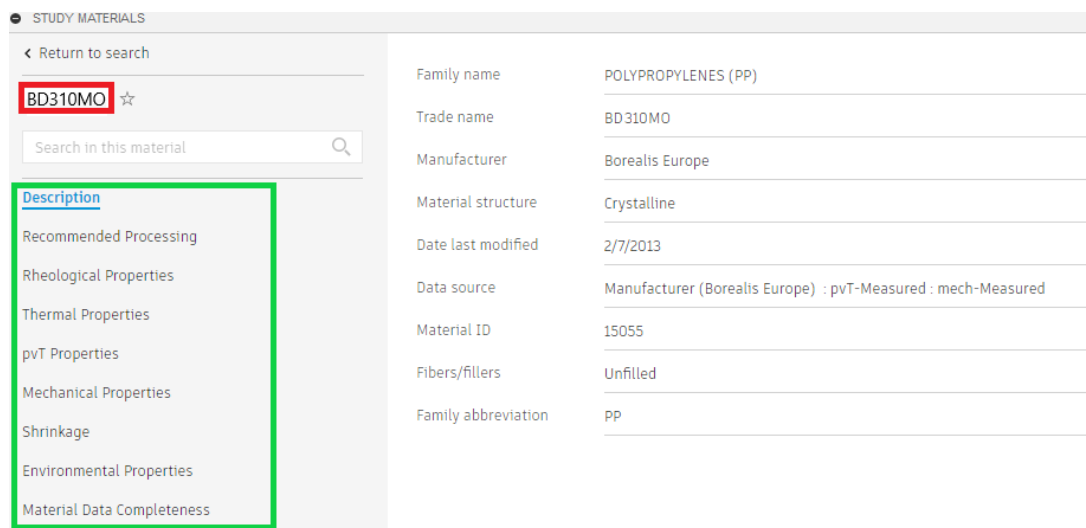 STUDY MATERIALS
Return to search
BD310MO
Search in this material
Description
Recommended Processing
Rheological Properties
Thermal Properties
pvT Properties
Mechanical Properties
Shrinkage
Environmental Properties
Material Data Completeness
Family name POLYPROPYLENES (PP)
Trade name BD310MO
Manufacturer Borealis Europe
Material structure Crystalline
Date last modified 2/7/2013
Data source Manufacturer (Borealis Europe) : pvT-Measured : mech-Measured
Material ID 15055
Fibers/fillers Unfilled
Family abbreviation PP